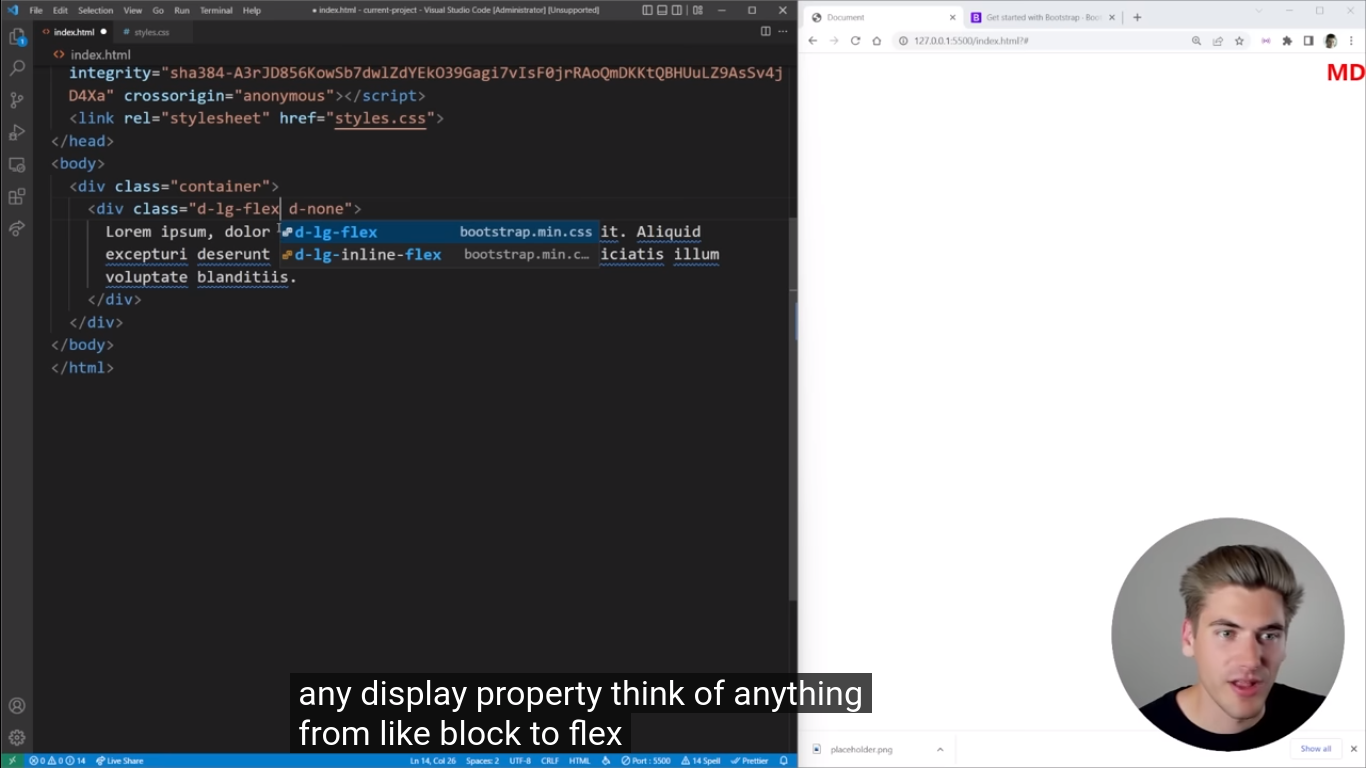 File Edit Selection View Go Run Terminal Help
● index.html - current-project - Visual Studio Code [Administrator] [Unsupported]
index.html ●
# styles.css
<> index.html
integrity="sha384-A3rJD856KowSb7dwlZdYEkO39Gagi7vIsF0jrRAoQmDKKtQBHUuLZ9AsSv4j
D4Xa" crossorigin="anonymous"></script>
<link rel="stylesheet" href="styles.css">
</head>
<body>
<div class="container">
<div class="d-lg-flex d-none">
Lorem ipsum, dolor
it. Aliquid
d-lg-flex bootstrap.min.css
excepturi deserunt
iciatis illum
d-lg-inline-flex bootstrap.min.c...
voluptate blanditiis.
</div>
</div>
</body>
</html>
Document
Get started with Bootstrap · Boo
127.0.0.1:5500/index.html?#
MD
any display property think of anything
from like block to flex
placeholder.png
Show all
0 0 0 14 Live Share
Ln 14, Col 26 Spaces: 2 UTF-8 CRLF HTML Port : 5500 14 Spell Prettier